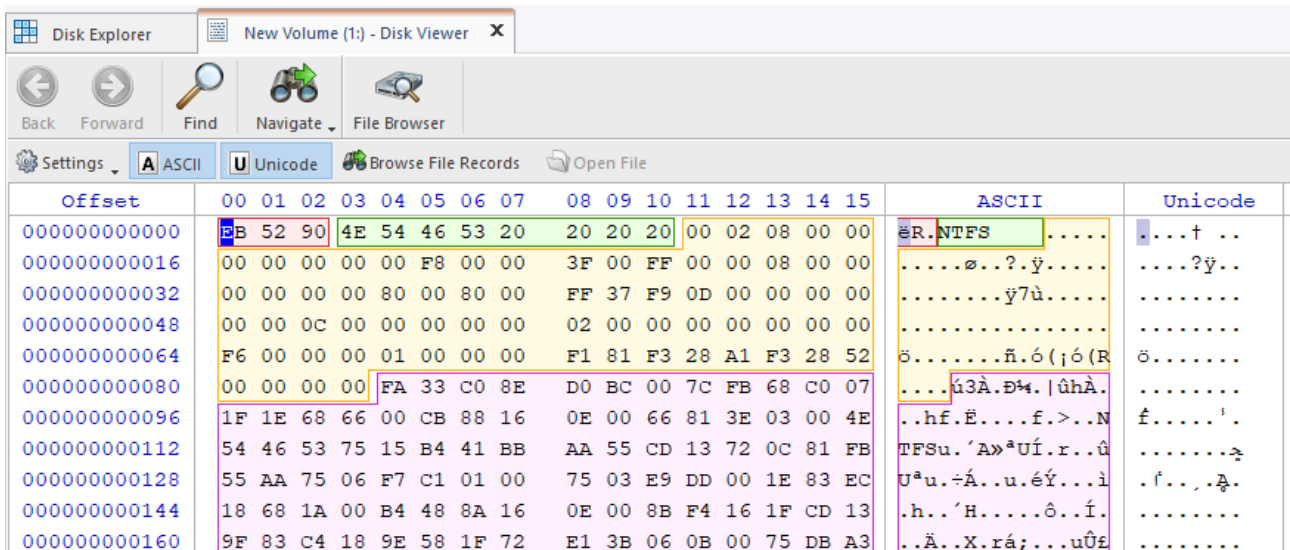 Disk Explorer New Volume (1:) - Disk Viewer X
Back Forward Find Navigate File Browser
Settings A ASCII U Unicode Browse File Records Open File
Offset 00 01 02 03 04 05 06 07 08 09 10 11 12 13 14 15 ASCII Unicode
000000000000 EB 52 90 4E 54 46 53 20 20 20 20 00 02 08 00 00 ëR.NTFS ..... ....† ..
000000000016 00 00 00 00 00 F8 00 00 3F 00 FF 00 00 08 00 00 .....ø..?.ÿ..... ....?ÿ..
000000000032 00 00 00 00 80 00 80 00 FF 37 F9 0D 00 00 00 00 ........ÿ7ù..... ........
000000000048 00 00 0C 00 00 00 00 00 02 00 00 00 00 00 00 00 ................ ........
000000000064 F6 00 00 00 01 00 00 00 F1 81 F3 28 A1 F3 28 52 ö.......ñ.ó(¡ó(R ö.......
000000000080 00 00 00 00 FA 33 C0 8E D0 BC 00 7C FB 68 C0 07 ....ú3À.Ð¼.|ûhÀ. ........
000000000096 1F 1E 68 66 00 CB 88 16 0E 00 66 81 3E 03 00 4E ..hf.Ë....f.>..N
000000000112 54 46 53 75 15 B4 41 BB AA 55 CD 13 72 0C 81 FB TFSu.´A»ªUÍ.r..û
000000000128 55 AA 75 06 F7 C1 01 00 75 03 E9 DD 00 1E 83 EC Uªu.÷Á..u.éÝ...ì
000000000144 18 68 1A 00 B4 48 8A 16 0E 00 8B F4 16 1F CD 13 .h..´H.....ô..Í. ........
000000000160 9F 83 C4 18 9E 58 1F 72 E1 3B 06 0B 00 75 DB A3 ..Ä..X.rá;...uÛ£ ........